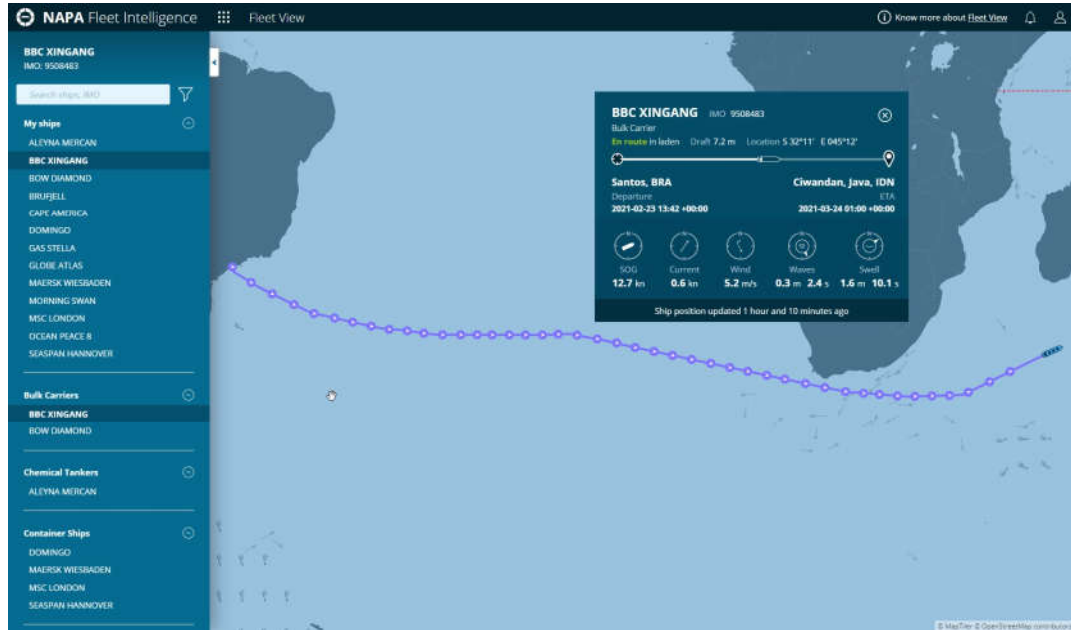 NAPA Fleet Intelligence
Fleet View
Know more about Fleet View
BBC XINGANG
IMO: 9508483
Search ships, IMO
My ships
ALEYNA MERCAN
BBC XINGANG
BOW DIAMOND
BRUFJELL
CAPE AMERICA
DOMINGO
GAS STELLA
GLOBE ATLAS
MAERSK WIESBADEN
MORNING SWAN
MSC LONDON
OCEAN PEACE 8
SEASPAN HANNOVER
Bulk Carriers
BBC XINGANG
BOW DIAMOND
Chemical Tankers
ALEYNA MERCAN
Container Ships
DOMINGO
MAERSK WIESBADEN
MSC LONDON
SEASPAN HANNOVER
BBC XINGANG IMO 9508483
Bulk Carrier
En route in laden Draft 7.2 m Location S 32°11' E 045°12'
Santos, BRA Ciwandan, Java, IDN
Departure ETA
2021-02-23 13:42 +00:00 2021-03-24 01:00 +00:00
SOG Current Wind Waves Swell
12.7 kn 0.6 kn 5.2 m/s 0.3 m 2.4 s 1.6 m 10.1 s
Ship position updated 1 hour and 10 minutes ago
© MapTiler © OpenStreetMap contributors